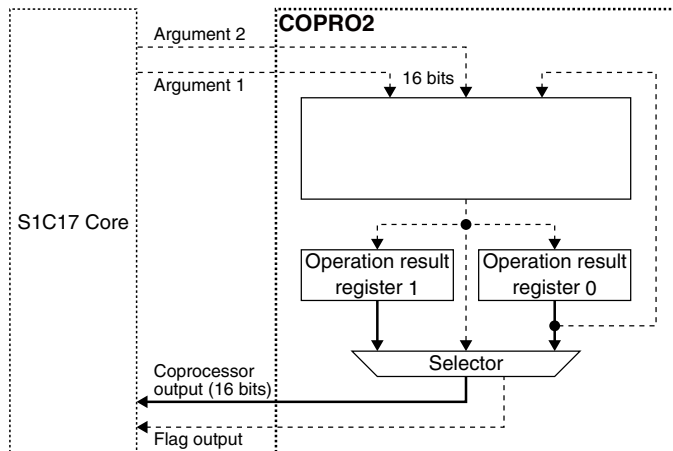 COPRO2
Argument 2
Argument 1
16 bits
S1C17 Core
Operation result
register 1
Operation result
register 0
Selector
Coprocessor
output (16 bits)
Flag output